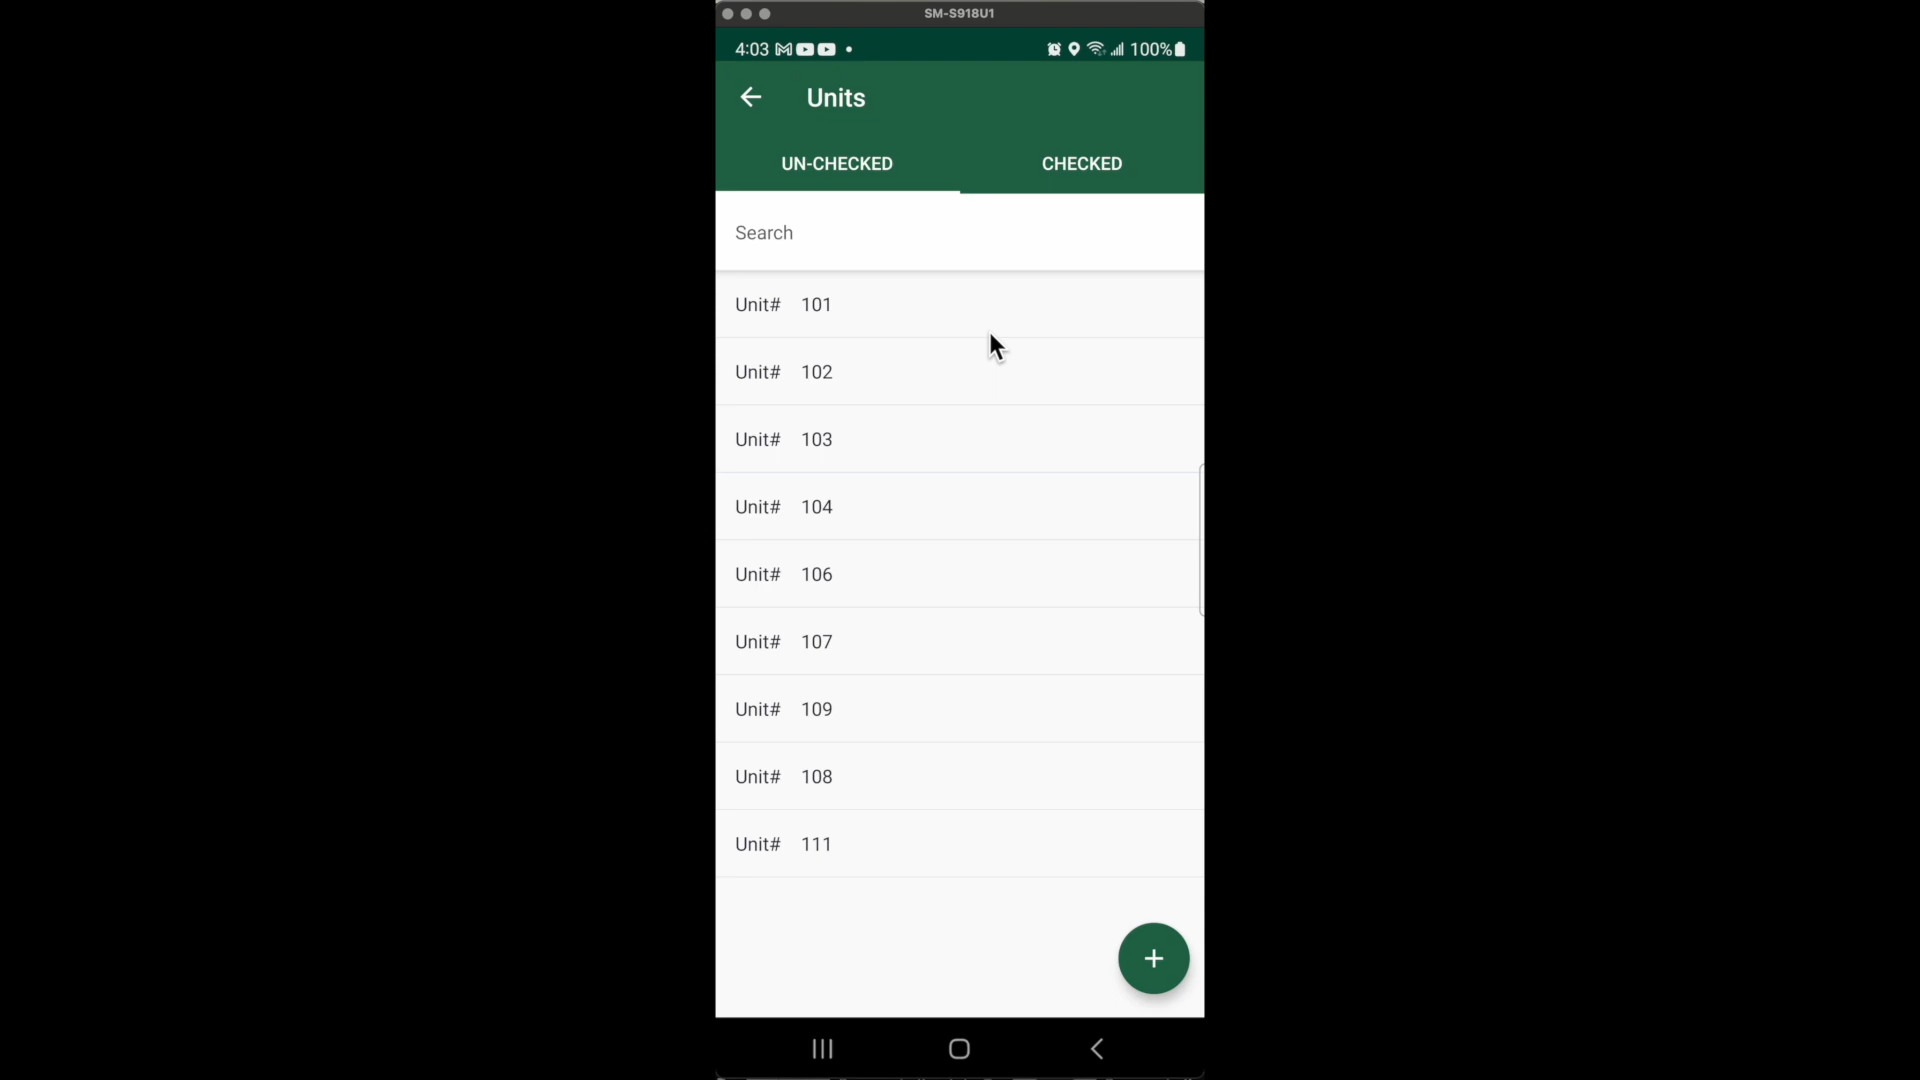 SM-S918U1
4:03 100%
Units
UN-CHECKED CHECKED
Search
Unit# 101
Unit# 102
Unit# 103
Unit# 104
Unit# 106
Unit# 107
Unit# 109
Unit# 108
Unit# 111